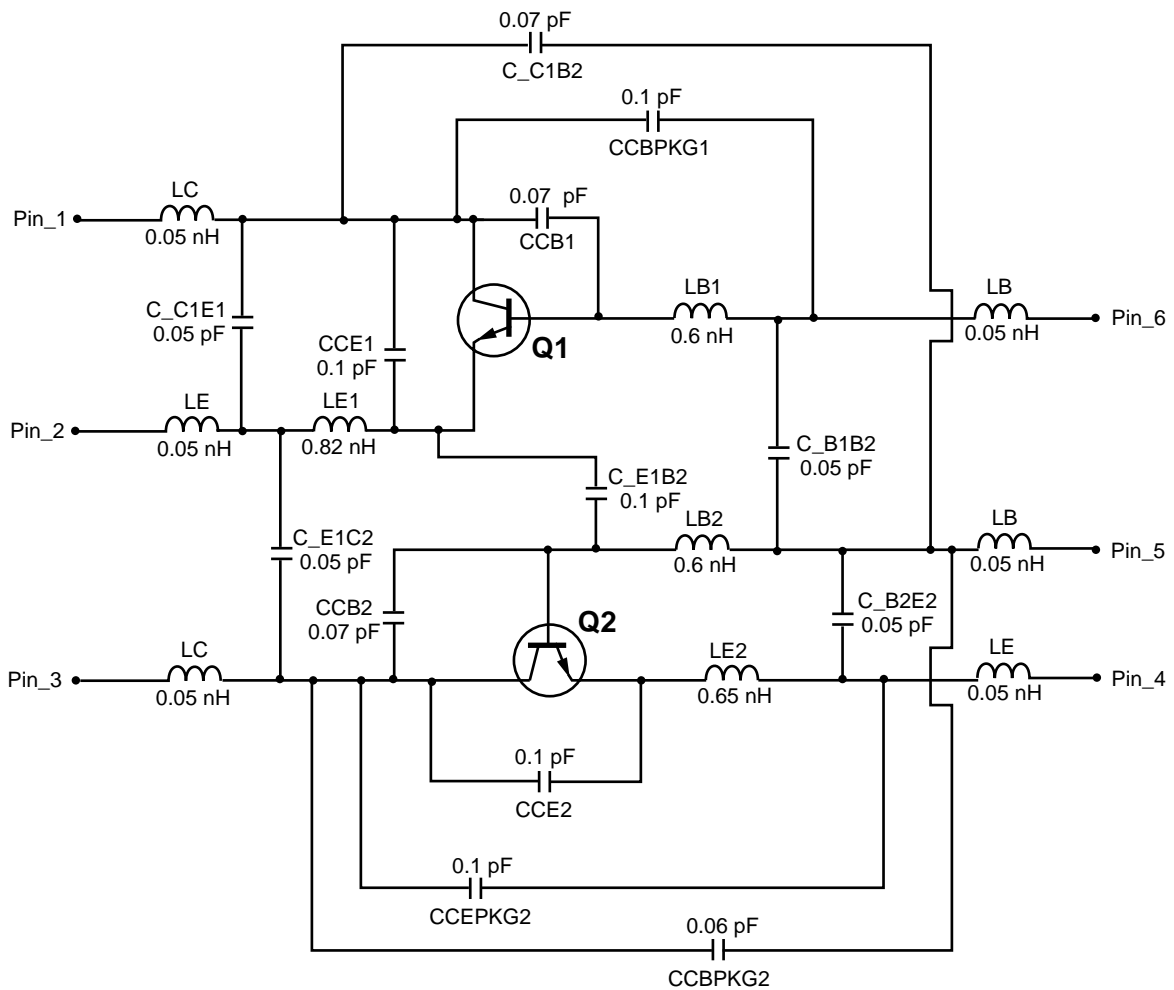 0.07 pF
C_C1B2
0.1 pF
CCBPKG1
LC
0.07 pF
Pin_1
0.05 nH
CCB1
LB1
LB
C_C1E1
0.05 pF
CCE1
0.1 pF
Q1
0.6 nH
0.05 nH
Pin_6
LE
LE1
Pin_2
0.05 nH
0.82 nH
C_B1B2
0.05 pF
C_E1B2
0.1 pF
LB2
LB
C_E1C2
0.05 pF
0.6 nH
0.05 nH
Pin_5
CCB2
0.07 pF
Q2
C_B2E2
0.05 pF
LC
LE2
LE
Pin_3
0.05 nH
0.65 nH
0.05 nH
Pin_4
0.1 pF
CCE2
0.1 pF
CCEPKG2
0.06 pF
CCBPKG2